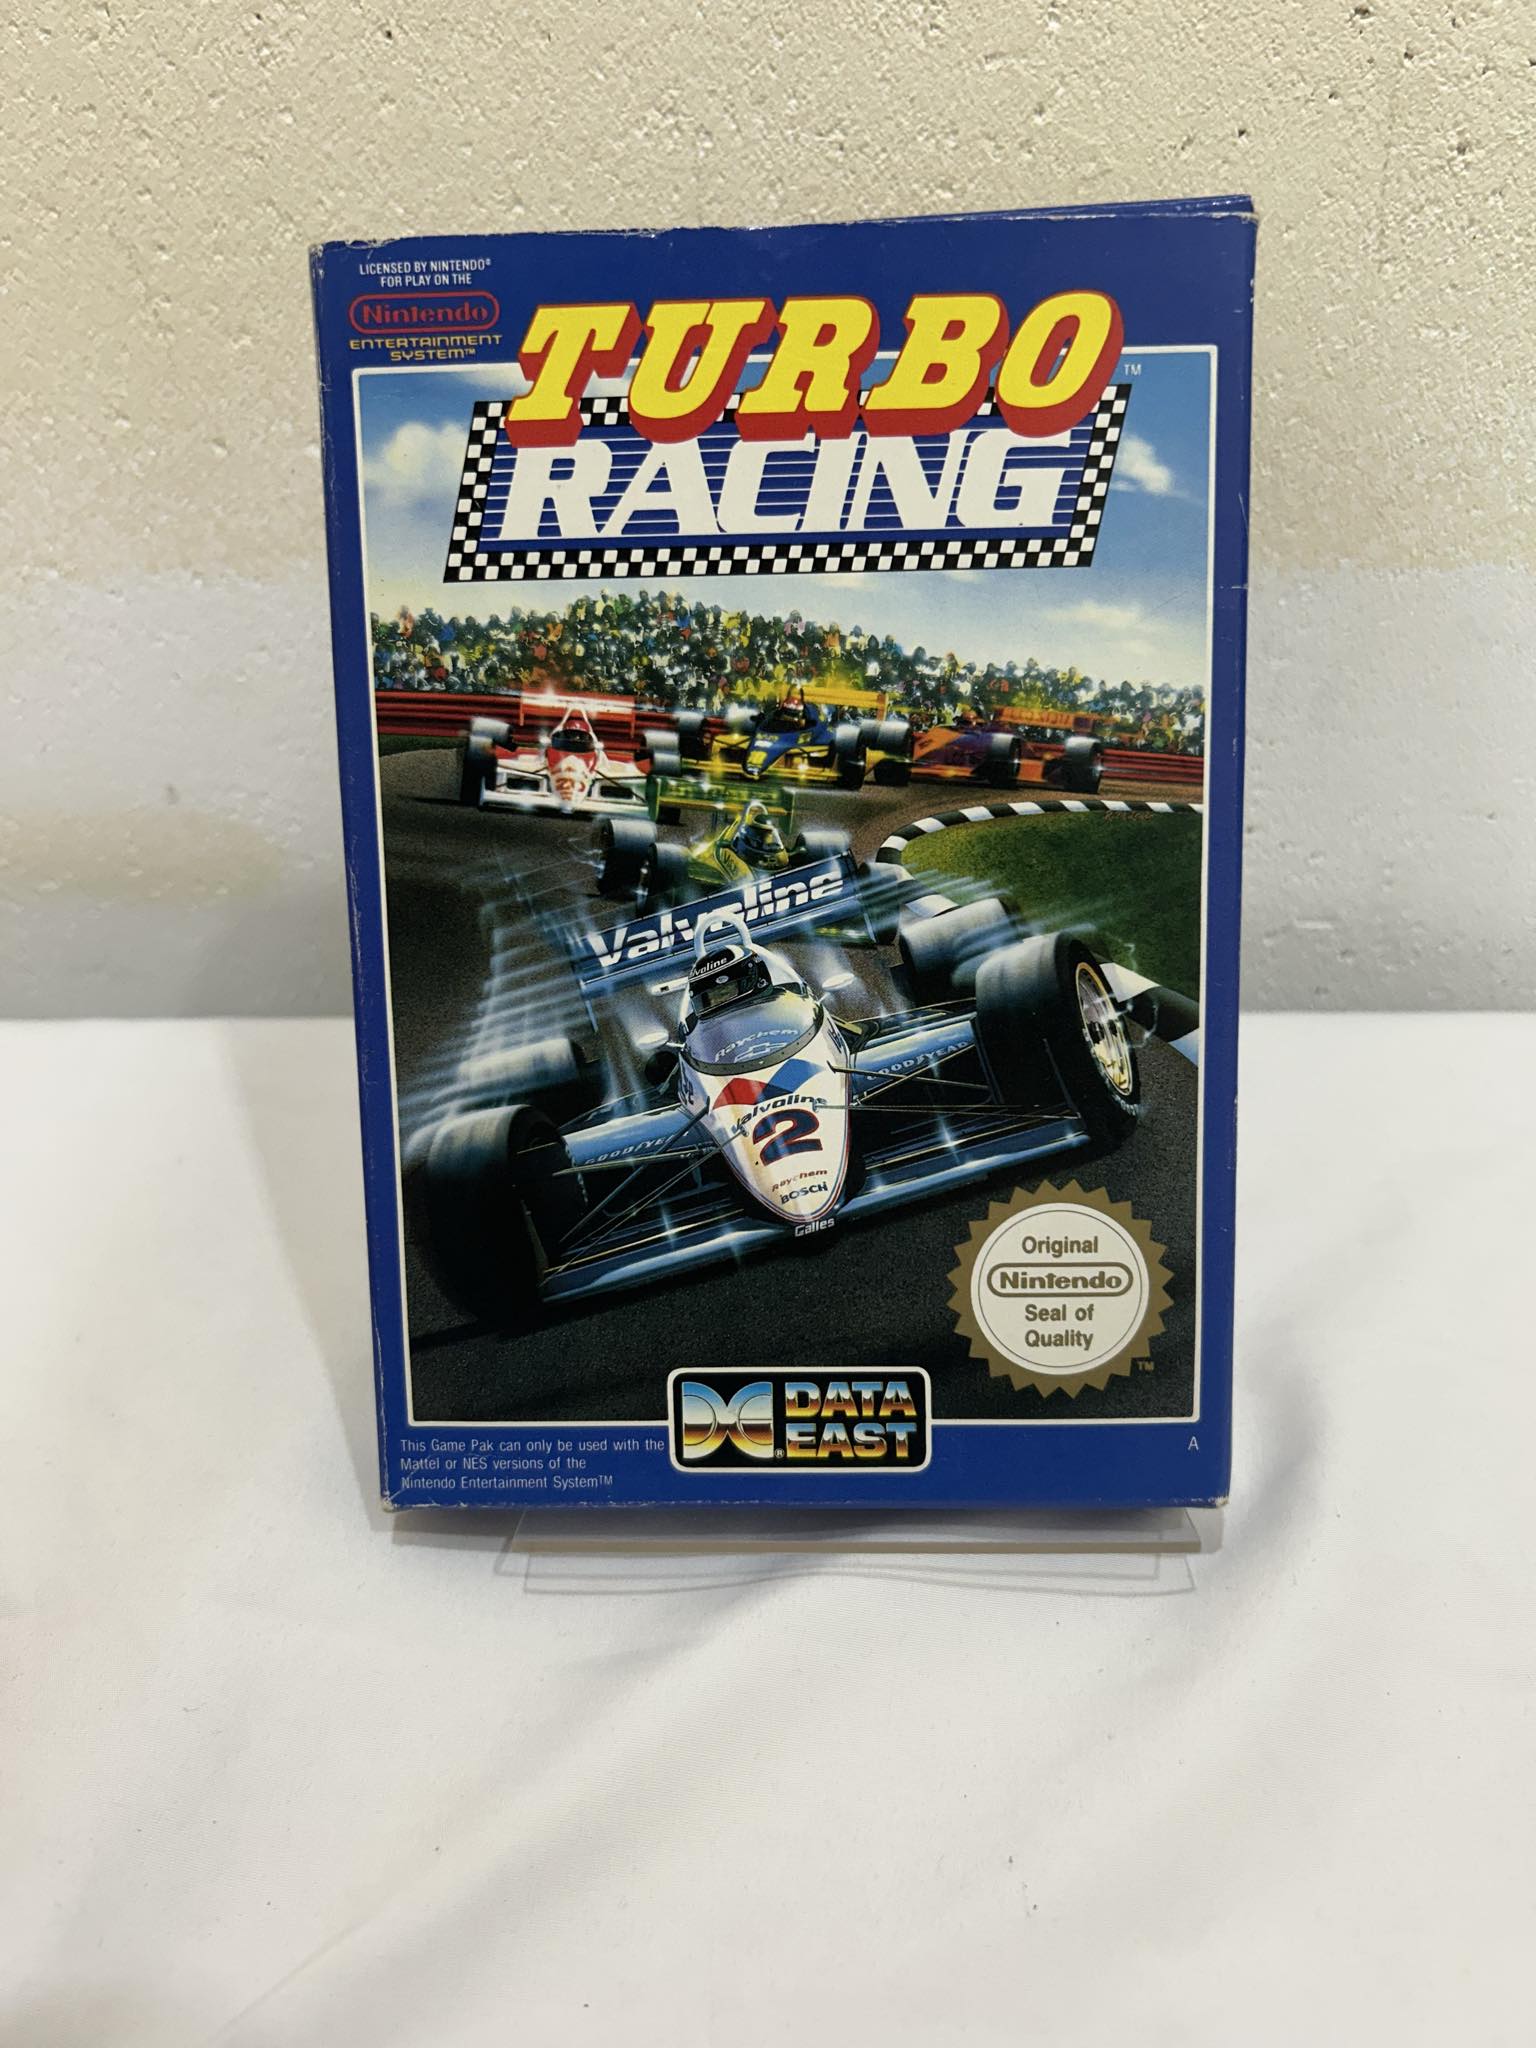 LICENSED BY NINTENDO®
FOR PLAY ON THE
Nintendo
ENTERTAINMENT
SYSTEM™
TURBO
RACING
TM
26
Valvoline
Valvoline
Raychem
GOODYEAR
GOODYEAR
Valvoline
2
Raychem
BOSCH
Galles
Original
Nintendo
Seal of
Quality
TM
DATA
EAST
®
This Game Pak can only be used with the
Mattel or NES versions of the
Nintendo Entertainment System™
A